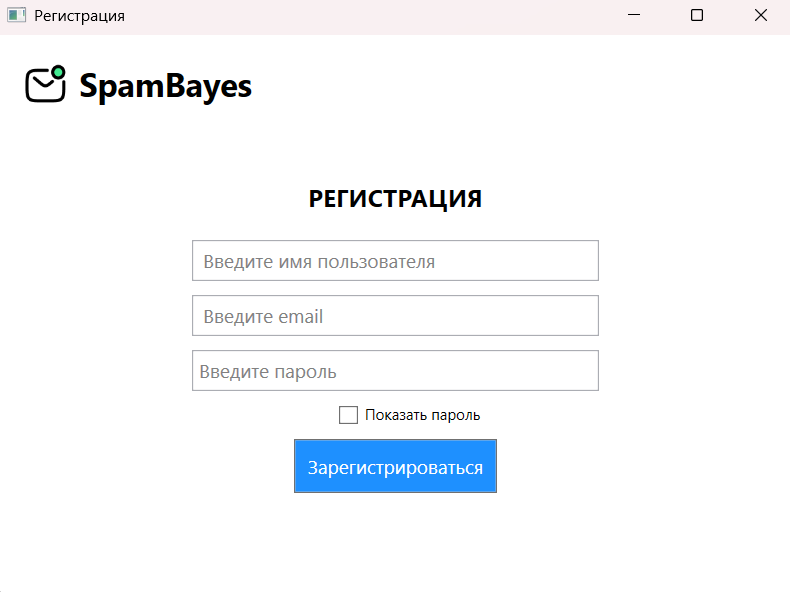 Регистрация
SpamBayes
РЕГИСТРАЦИЯ
Введите имя пользователя
Введите email
Введите пароль
Показать пароль
Зарегистрироваться